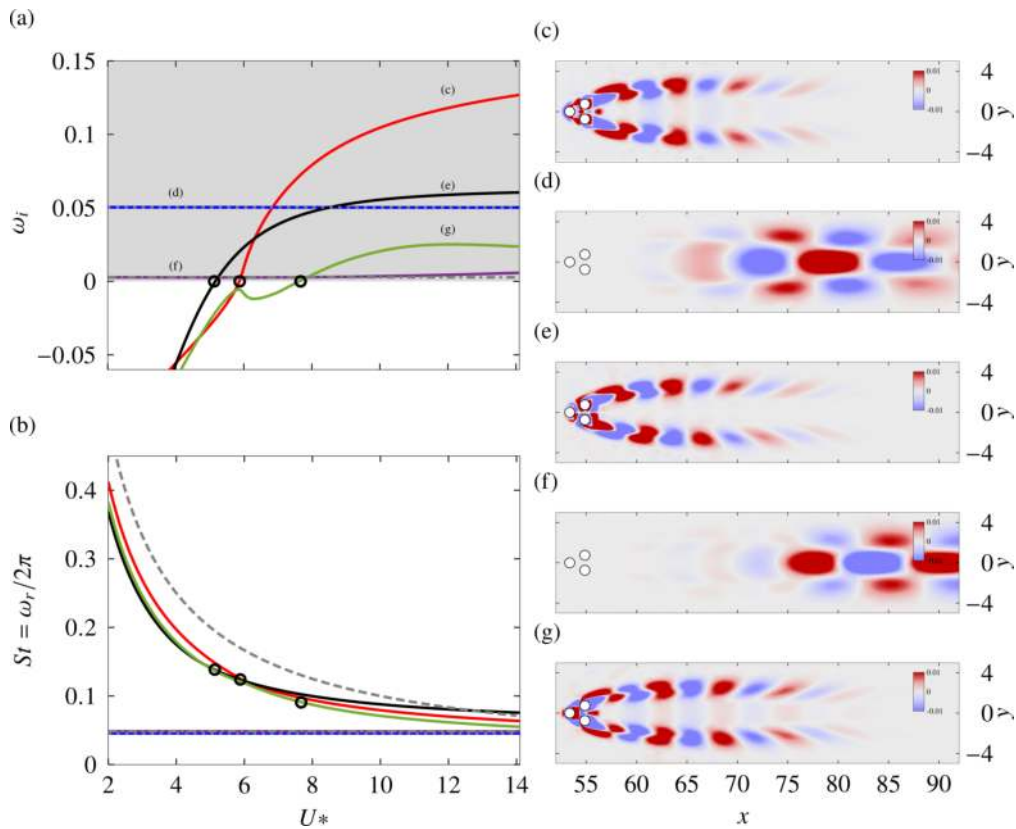 (a)
0.15
0.10
0.05
0
−0.05
ω_i
(c)
(d)
(e)
(g)
(f)
(b)
0.4
0.3
0.2
0.1
0
St = ω_r/2π
2 4 6 8 10 12 14
U*
(c)
0.01
0
-0.01
4
0 y
−4
(d)
0.01
0
-0.01
4
0 y
−4
(e)
0.01
0
-0.01
4
0 y
−4
(f)
0.01
0
4
0 y
−4
(g)
0.01
0
-0.01
4
0 y
−4
55 60 65 70 75 80 85 90
x